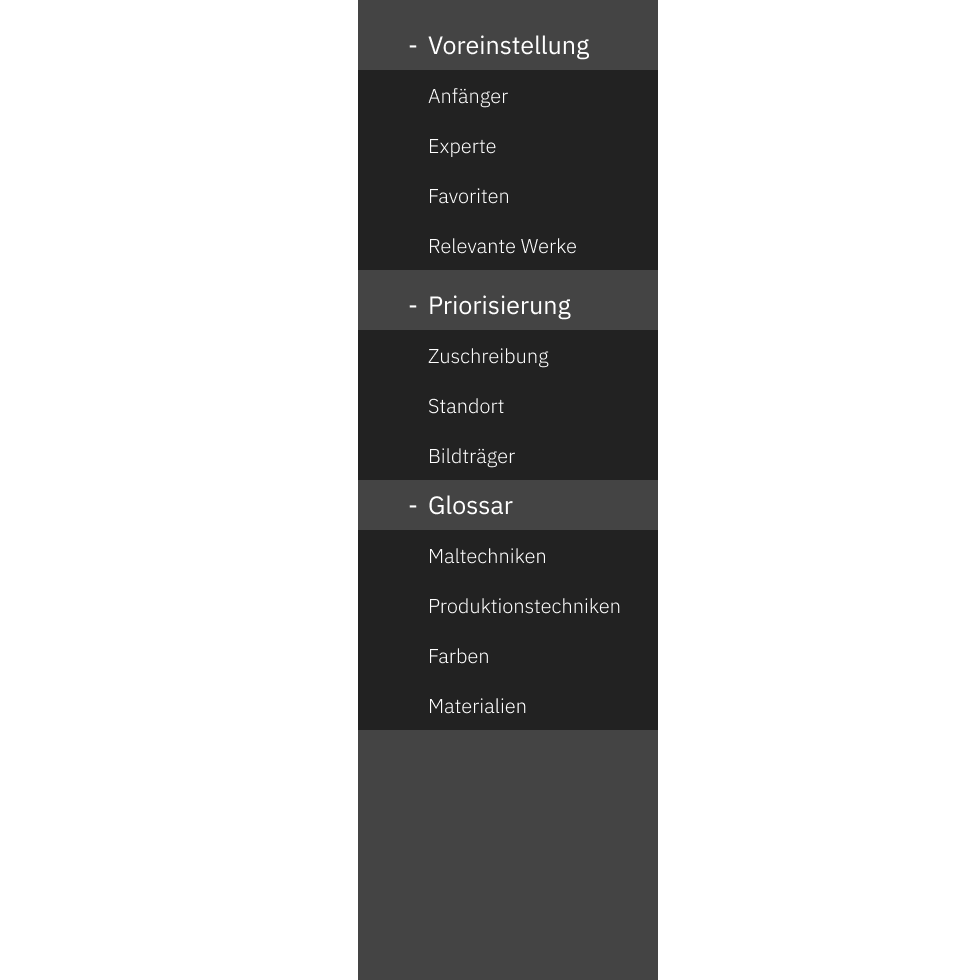 - Voreinstellung
Anfänger
Experte
Favoriten
Relevante Werke
- Priorisierung
Zuschreibung
Standort
Bildträger
- Glossar
Maltechniken
Produktionstechniken
Farben
Materialien